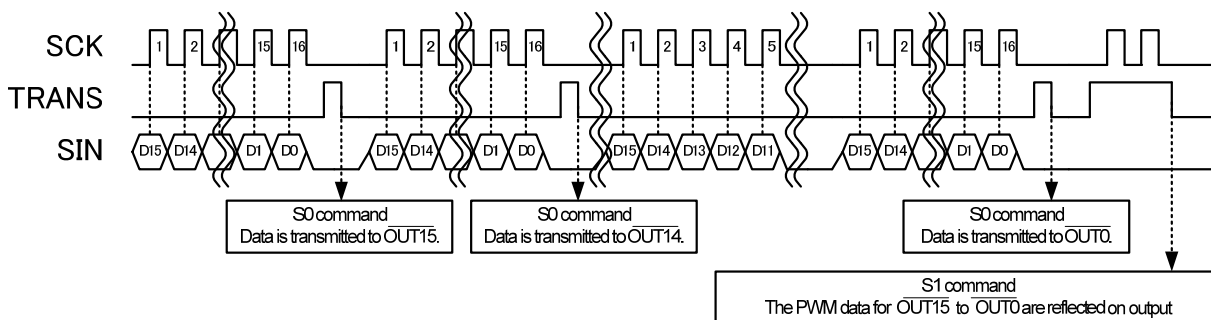 SCK 1 2 15 16 1 2 15 16 1 2 3 4 5 1 2 15 16
TRANS
SIN D15 D14 D1 D0 D15 D14 D1 D0 D15 D14 D13 D12 D11 D15 D14 D1 D0
S0 command
Data is transmitted to OUT15.
S0 command
Data is transmitted to OUT14.
S0 command
Data is transmitted to OUT0.
S1 command
The PWM data for OUT15 to OUT0 are reflected on output